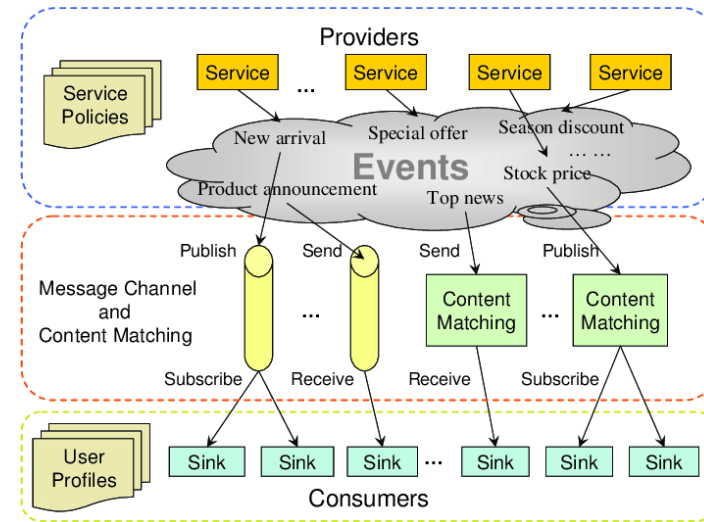 Providers
Service
Policies
Service
...
Service
Service
Service
New arrival
Special offer
Season discount
... ...
Events
Stock price
Product announcement
Top news
Publish
Send
Send
Publish
Message Channel
and
Content Matching
...
Content
Matching
...
Content
Matching
Subscribe
Receive
Receive
Subscribe
User
Profiles
Sink
Sink
Sink
...
Sink
Sink
Sink
Consumers